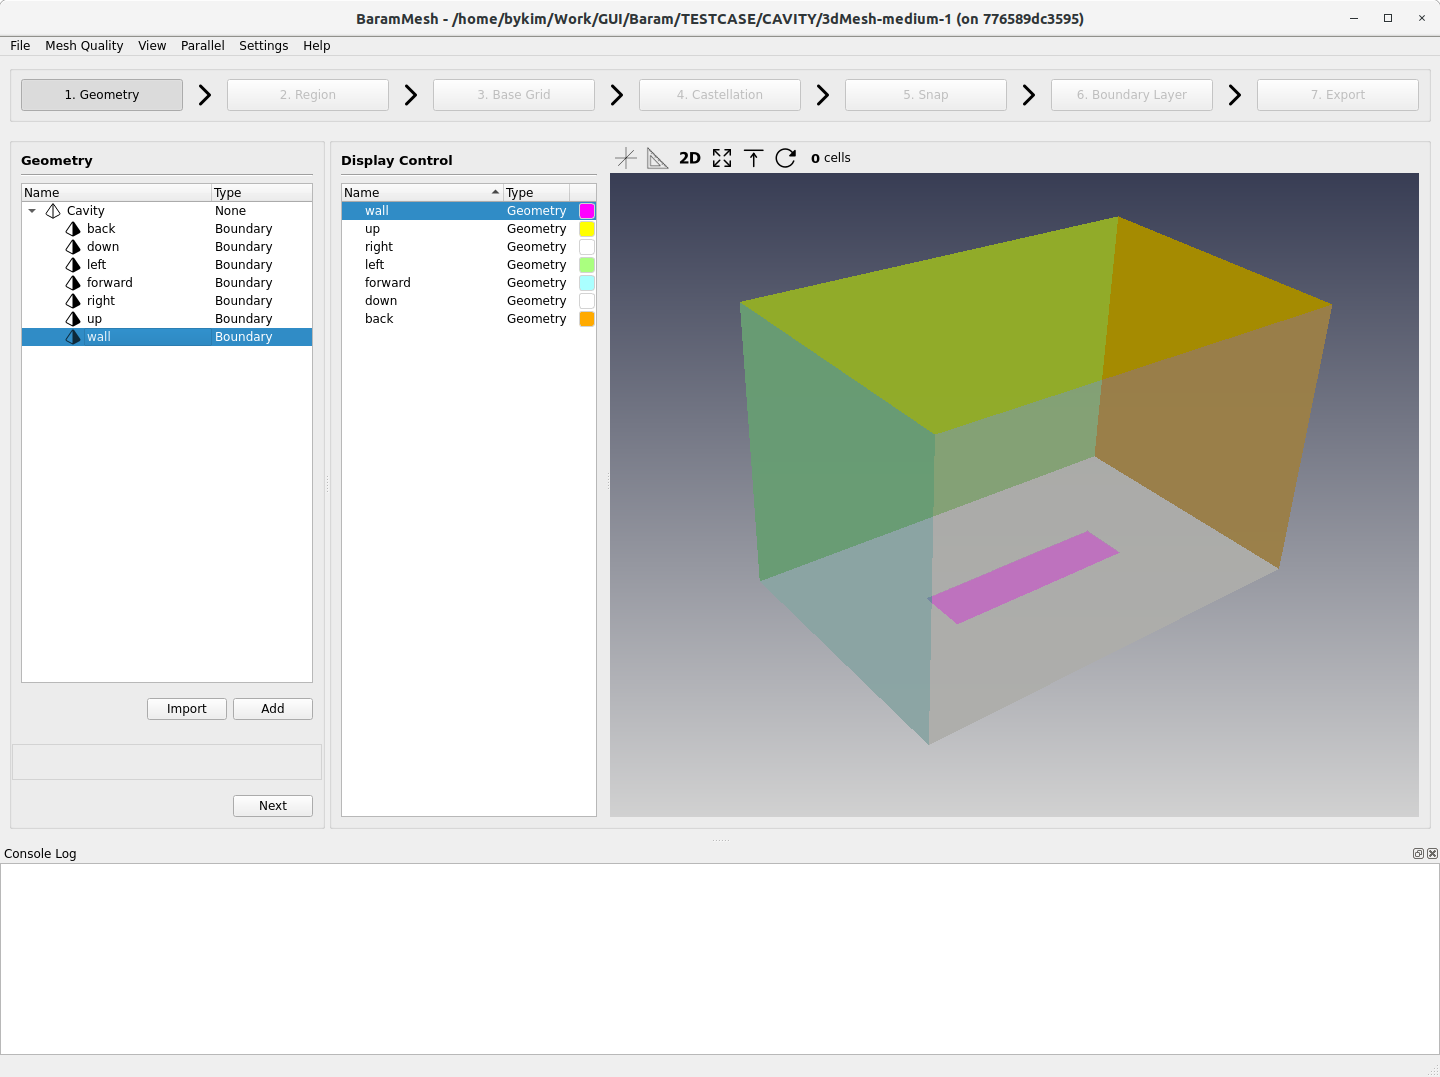 BaramMesh - /home/bykim/Work/GUI/Baram/TESTCASE/CAVITY/3dMesh-medium-1 (on 776589dc3595)
File Mesh Quality View Parallel Settings Help
1. Geometry 2. Region 3. Base Grid 4. Castellation 5. Snap 6. Boundary Layer 7. Export
Geometry
Name Type
Cavity None
back Boundary
down Boundary
left Boundary
forward Boundary
right Boundary
up Boundary
wall Boundary
Import Add
Next
Display Control
Name Type
wall Geometry
up Geometry
right Geometry
left Geometry
forward Geometry
down Geometry
back Geometry
2D 0 cells
Console Log